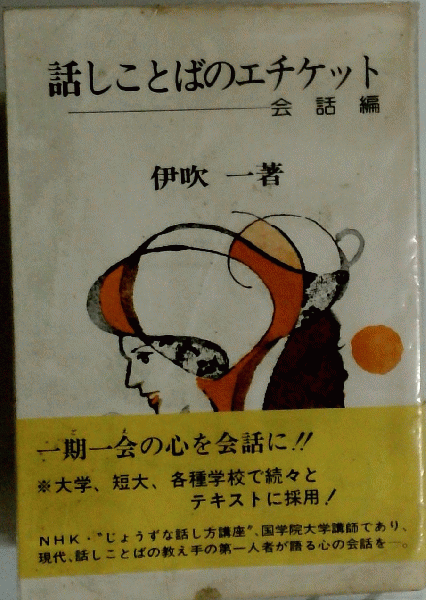 話しことばのエチケット
会話編
伊吹 一著
一期一会の心を会話に!!
※大学、短大、各種学校で続々と
テキストに採用!
NHK・“じょうずな話し方講座”、国学院大学講師であり、
現代、話しことばの教え手の第一人者が語る心の会話を―。